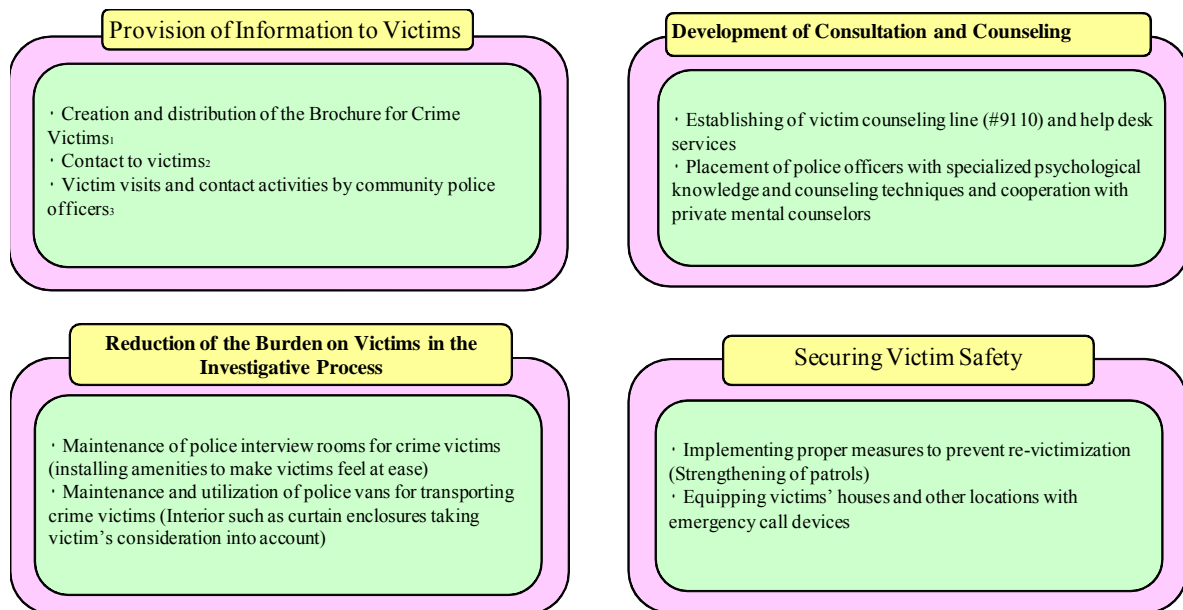 Provision of Information to Victims
· Creation and distribution of the Brochure for Crime
Victims1
· Contact to victims2
· Victim visits and contact activities by community police
officers3
Development of Consultation and Counseling
· Establishing of victim counseling line (#9110) and help desk
services
· Placement of police officers with specialized psychological
knowledge and counseling techniques and cooperation with
private mental counselors
Reduction of the Burden on Victims in the
Investigative Process
· Maintenance of police interview rooms for crime victims
(installing amenities to make victims feel at ease)
· Maintenance and utilization of police vans for transporting
crime victims (Interior such as curtain enclosures taking
victim’s consideration into account)
Securing Victim Safety
· Implementing proper measures to prevent re-victimization
(Strengthening of patrols)
· Equipping victims’ houses and other locations with
emergency call devices